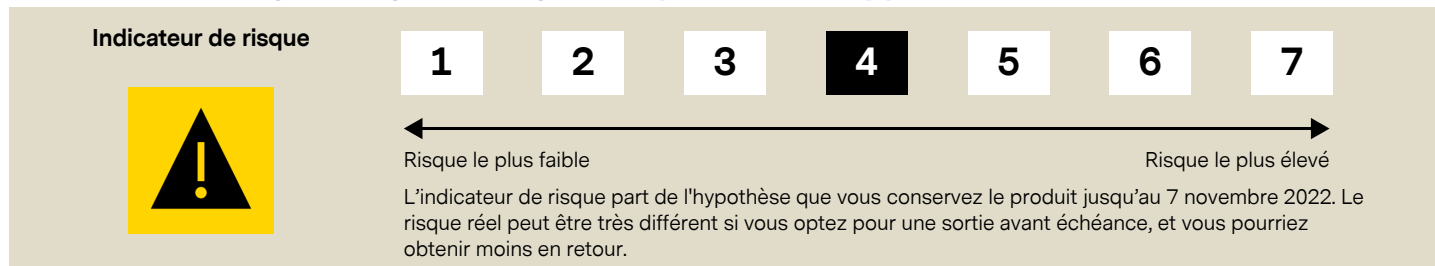 Indicateur de risque
1 2 3 4 5 6 7
Risque le plus faible Risque le plus élevé
L’indicateur de risque part de l'hypothèse que vous conservez le produit jusqu’au 7 novembre 2022. Le
risque réel peut être très différent si vous optez pour une sortie avant échéance, et vous pourriez
obtenir moins en retour.